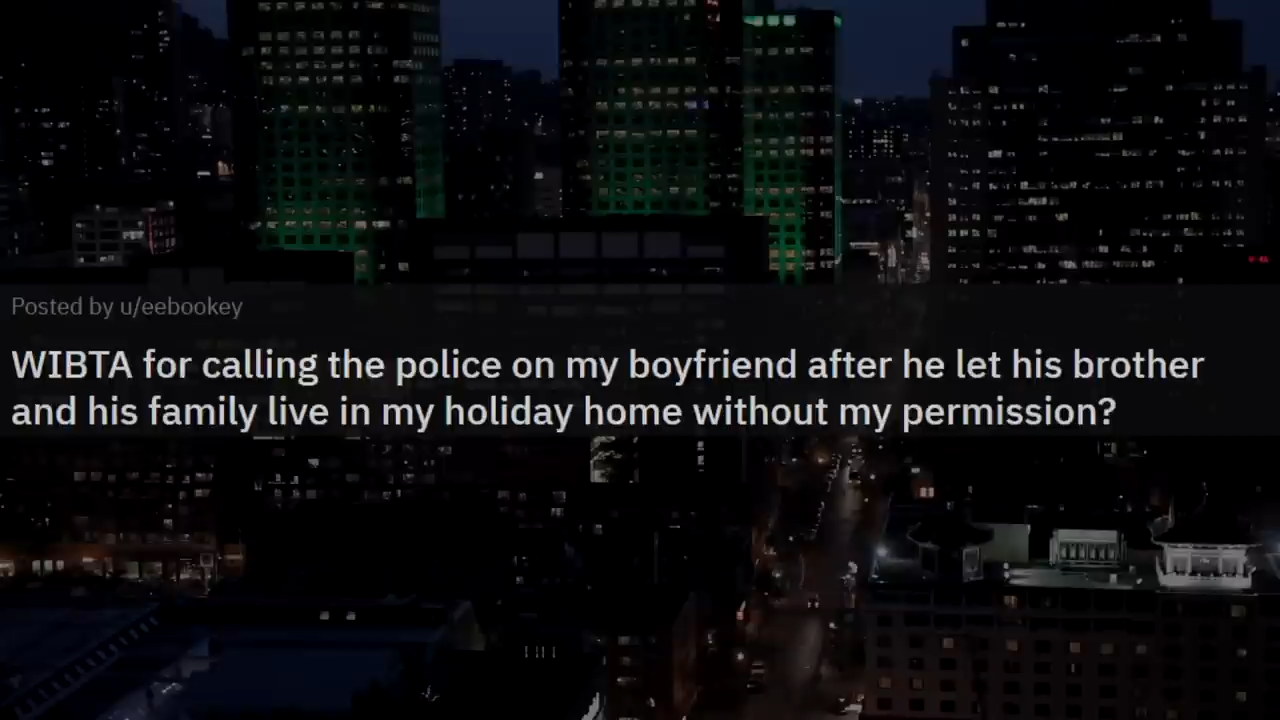 Posted by u/eebookey
WIBTA for calling the police on my boyfriend after he let his brother
and his family live in my holiday home without my permission?